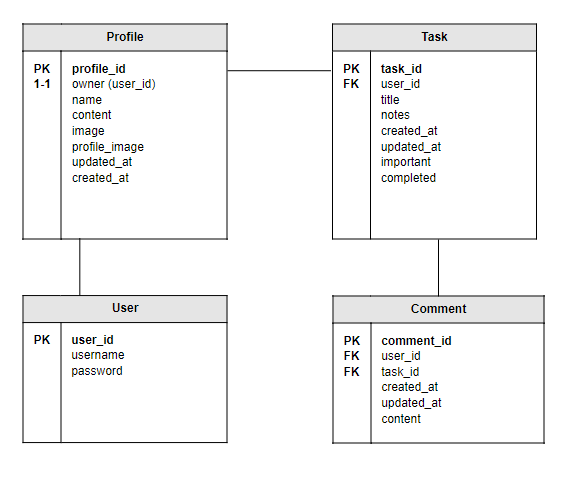 Profile
PK profile_id
1-1 owner (user_id)
name
content
image
profile_image
updated_at
created_at
Task
PK task_id
FK user_id
title
notes
created_at
updated_at
important
completed
User
PK user_id
username
password
Comment
PK comment_id
FK user_id
FK task_id
created_at
updated_at
content